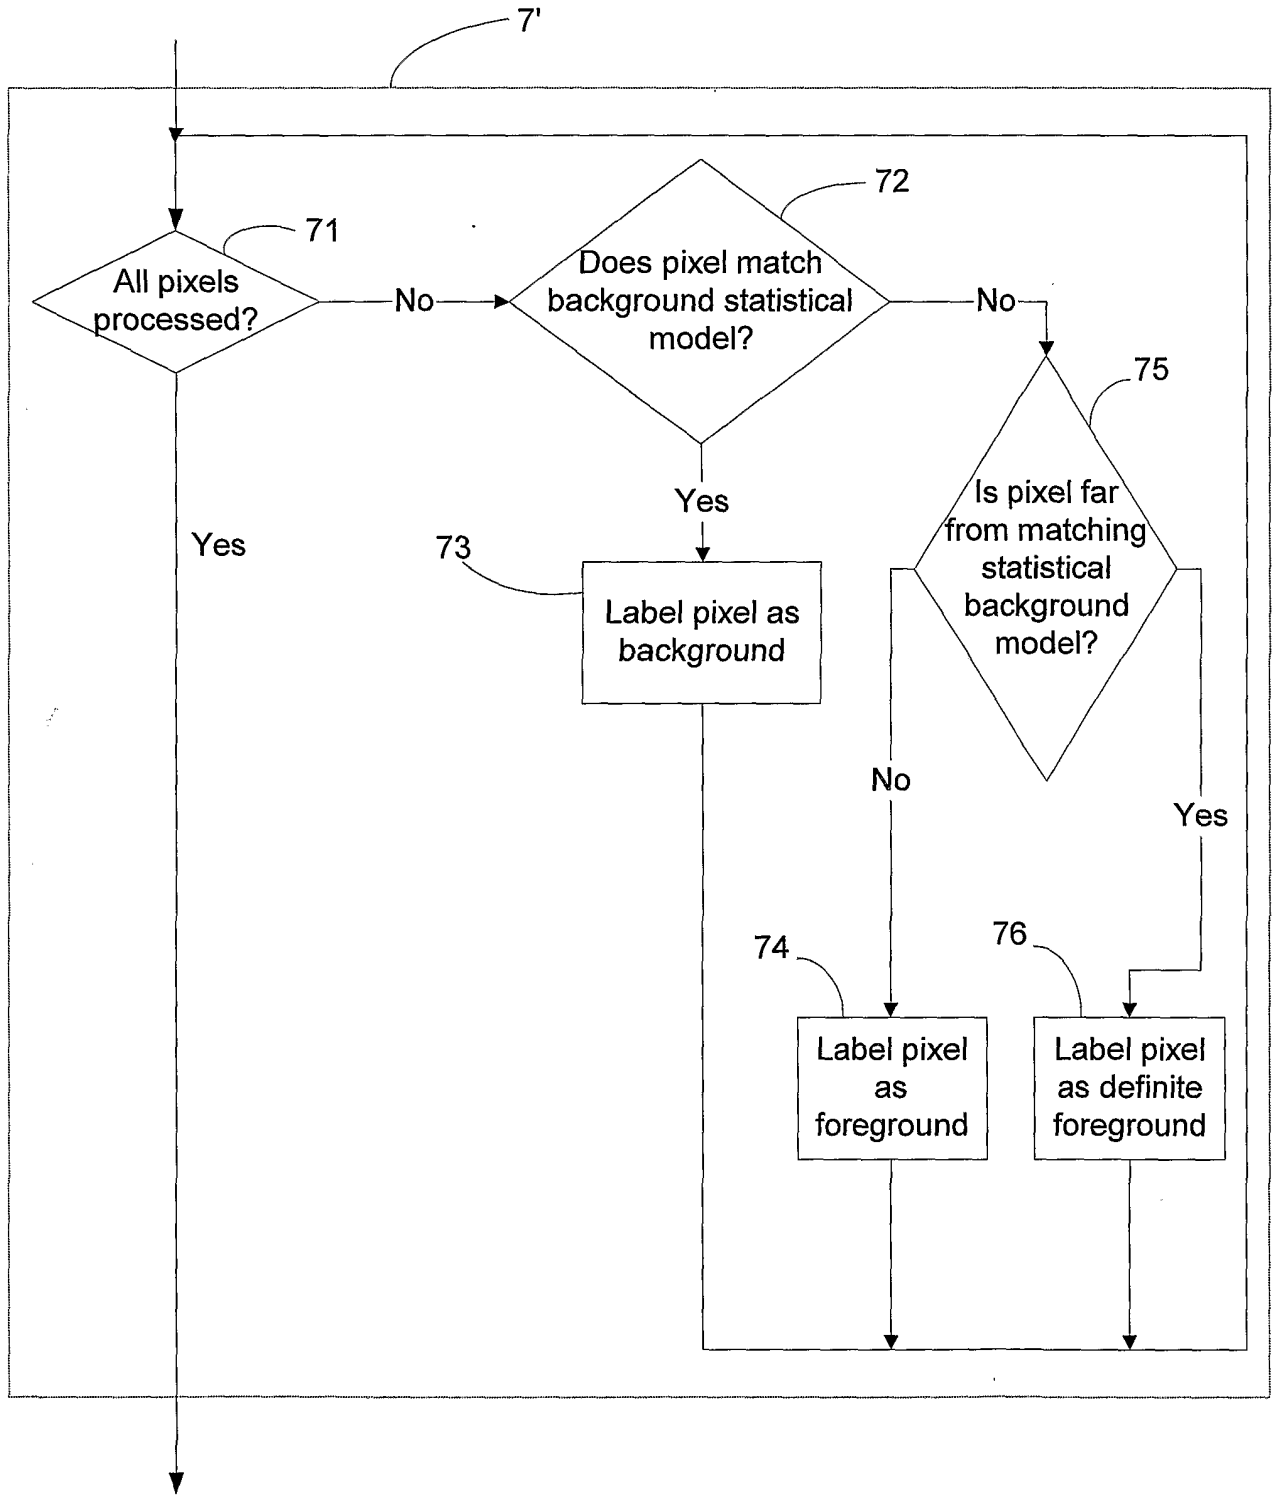 7'
71
All pixels
processed?
No
72
Does pixel match
background statistical
model?
No
75
Is pixel far
from matching
statistical
background
model?
Yes
Yes
73
Label pixel as
background
No
Yes
74
Label pixel
as
foreground
76
Label pixel
as definite
foreground